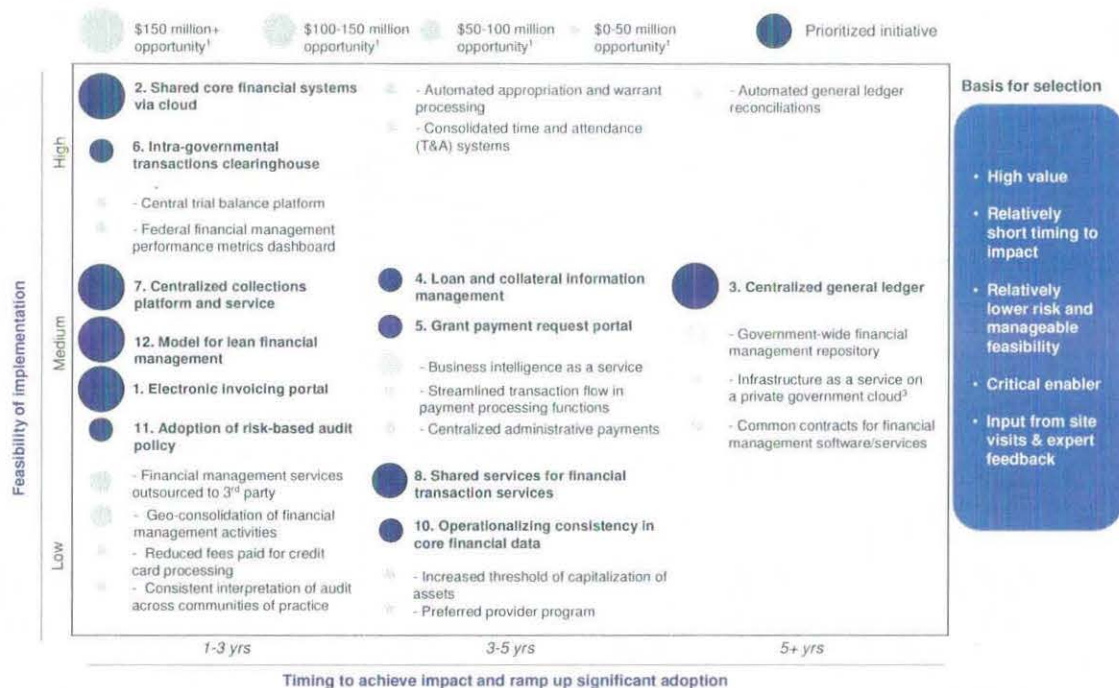 $150 million+
opportunity¹
$100-150 million
opportunity¹
$50-100 million
opportunity¹
$0-50 million
opportunity¹
Prioritized initiative
Feasibility of implementation
High
Medium
Low
2. Shared core financial systems
via cloud
6. Intra-governmental
transactions clearinghouse
- Central trial balance platform
- Federal financial management
performance metrics dashboard
7. Centralized collections
platform and service
12. Model for lean financial
management
1. Electronic invoicing portal
11. Adoption of risk-based audit
policy
- Financial management services
outsourced to 3rd party
- Geo-consolidation of financial
management activities
- Reduced fees paid for credit
card processing
- Consistent interpretation of audit
across communities of practice
- Automated appropriation and warrant
processing
- Consolidated time and attendance
(T&A) systems
4. Loan and collateral information
management
5. Grant payment request portal
- Business intelligence as a service
- Streamlined transaction flow in
payment processing functions
- Centralized administrative payments
8. Shared services for financial
transaction services
10. Operationalizing consistency in
core financial data
- Increased threshold of capitalization of
assets
- Preferred provider program
- Automated general ledger
reconciliations
3. Centralized general ledger
- Government-wide financial
management repository
- Infrastructure as a service on
a private government cloud³
- Common contracts for financial
management software/services
1-3 yrs
3-5 yrs
5+ yrs
Timing to achieve impact and ramp up significant adoption
Basis for selection
• High value
• Relatively
short timing to
impact
• Relatively
lower risk and
manageable
feasibility
• Critical enabler
• Input from site
visits & expert
feedback